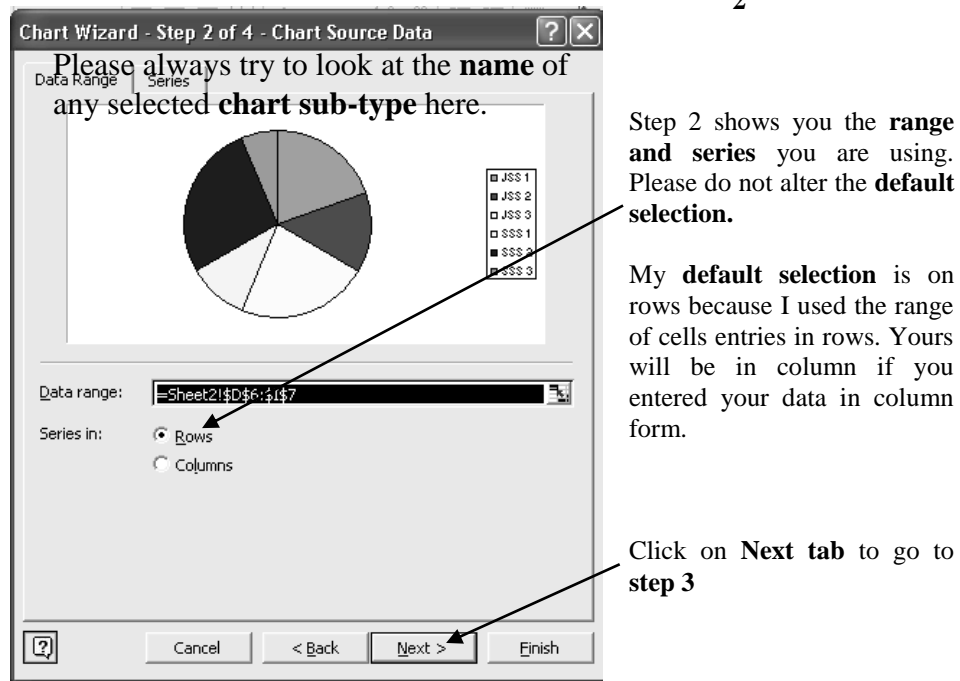 2
Chart Wizard - Step 2 of 4 - Chart Source Data
Please always try to look at the name of
Data Range Series
any selected chart sub-type here.
JSS 1
JSS 2
JSS 3
SSS 1
SSS 2
SSS 3
Step 2 shows you the range
and series you are using.
Please do not alter the default
selection.
My default selection is on
rows because I used the range
of cells entries in rows. Yours
will be in column if you
entered your data in column
form.
Data range: =Sheet2!$D$6:$I$7
Series in: Rows
Columns
Click on Next tab to go to
step 3
Cancel < Back Next > Finish